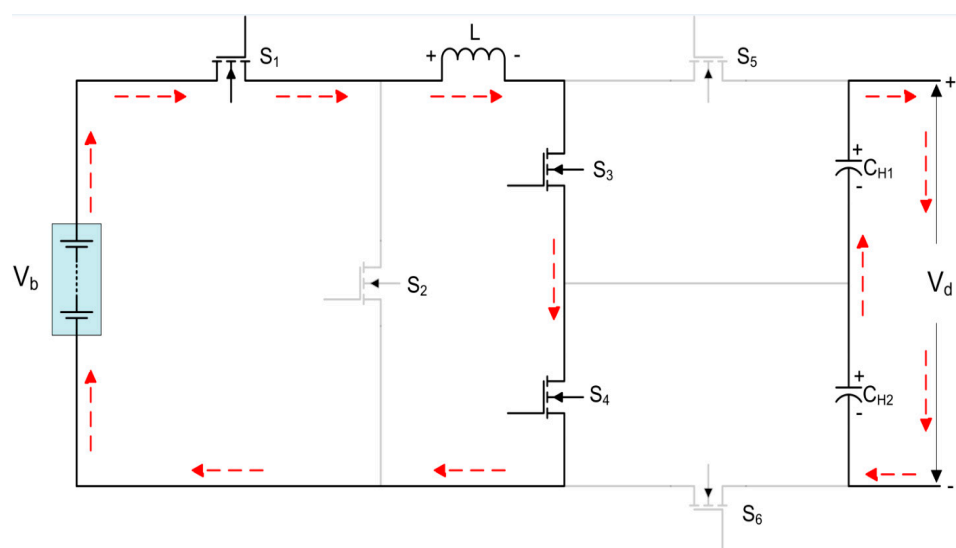 L
S1
+ -
S5
+
S3
+
CH1
-
Vb
S2
Vd
S4
+
CH2
-
-
S6